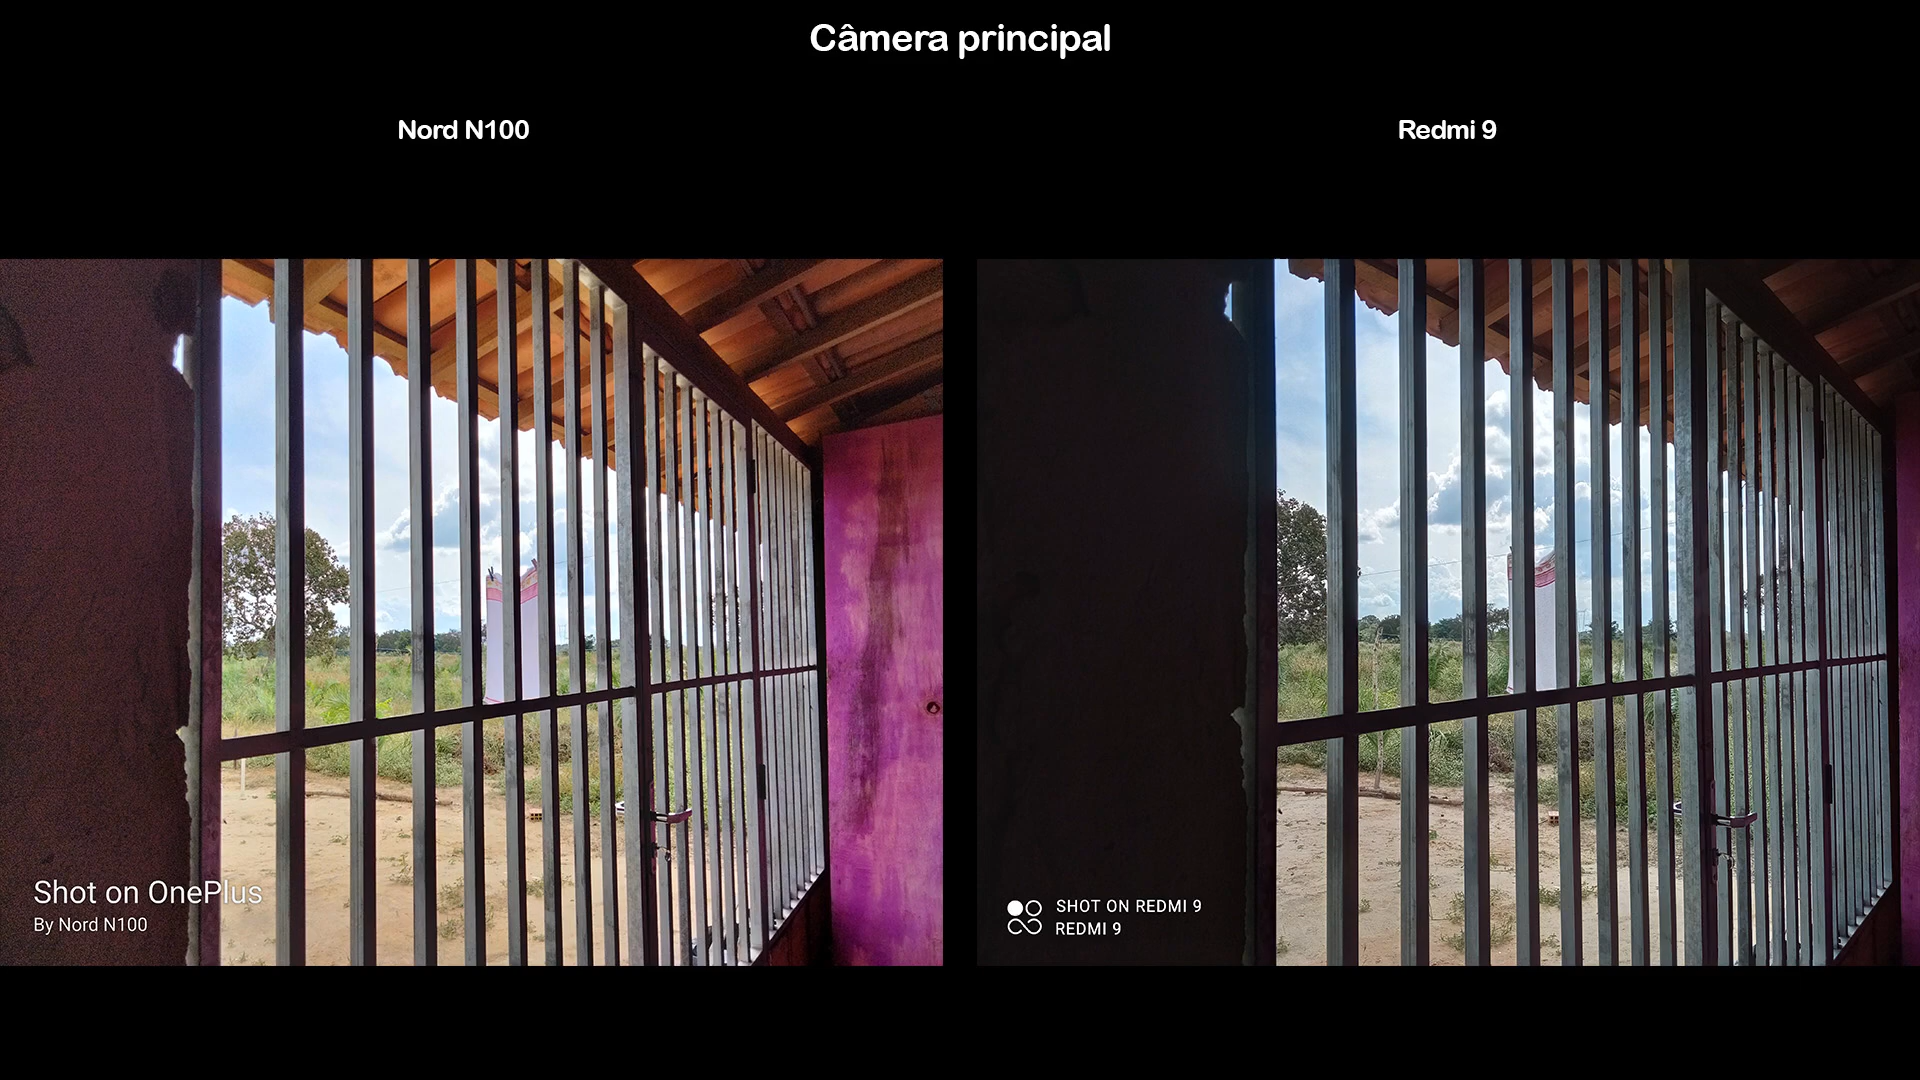 Câmera principal
Nord N100
Redmi 9
Shot on OnePlus
By Nord N100
SHOT ON REDMI 9
REDMI 9